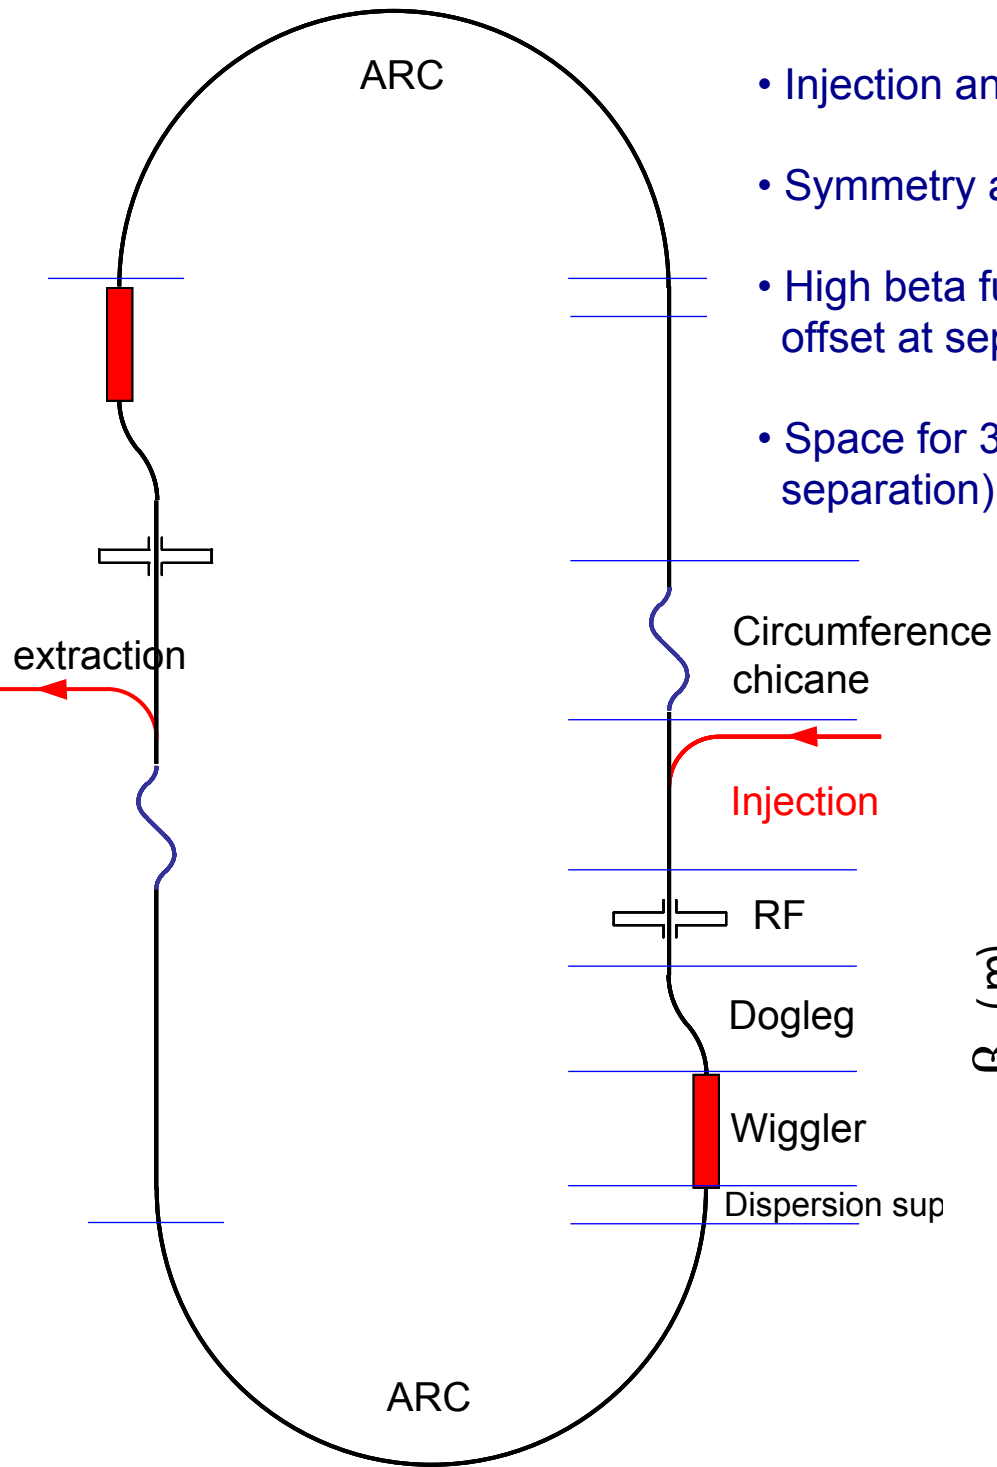 ARC
• Injection an
• Symmetry a
• High beta fu
offset at sep
• Space for 3
separation)
extraction
Circumference
chicane
Injection
RF
Dogleg
Wiggler
Dispersion sup
ARC